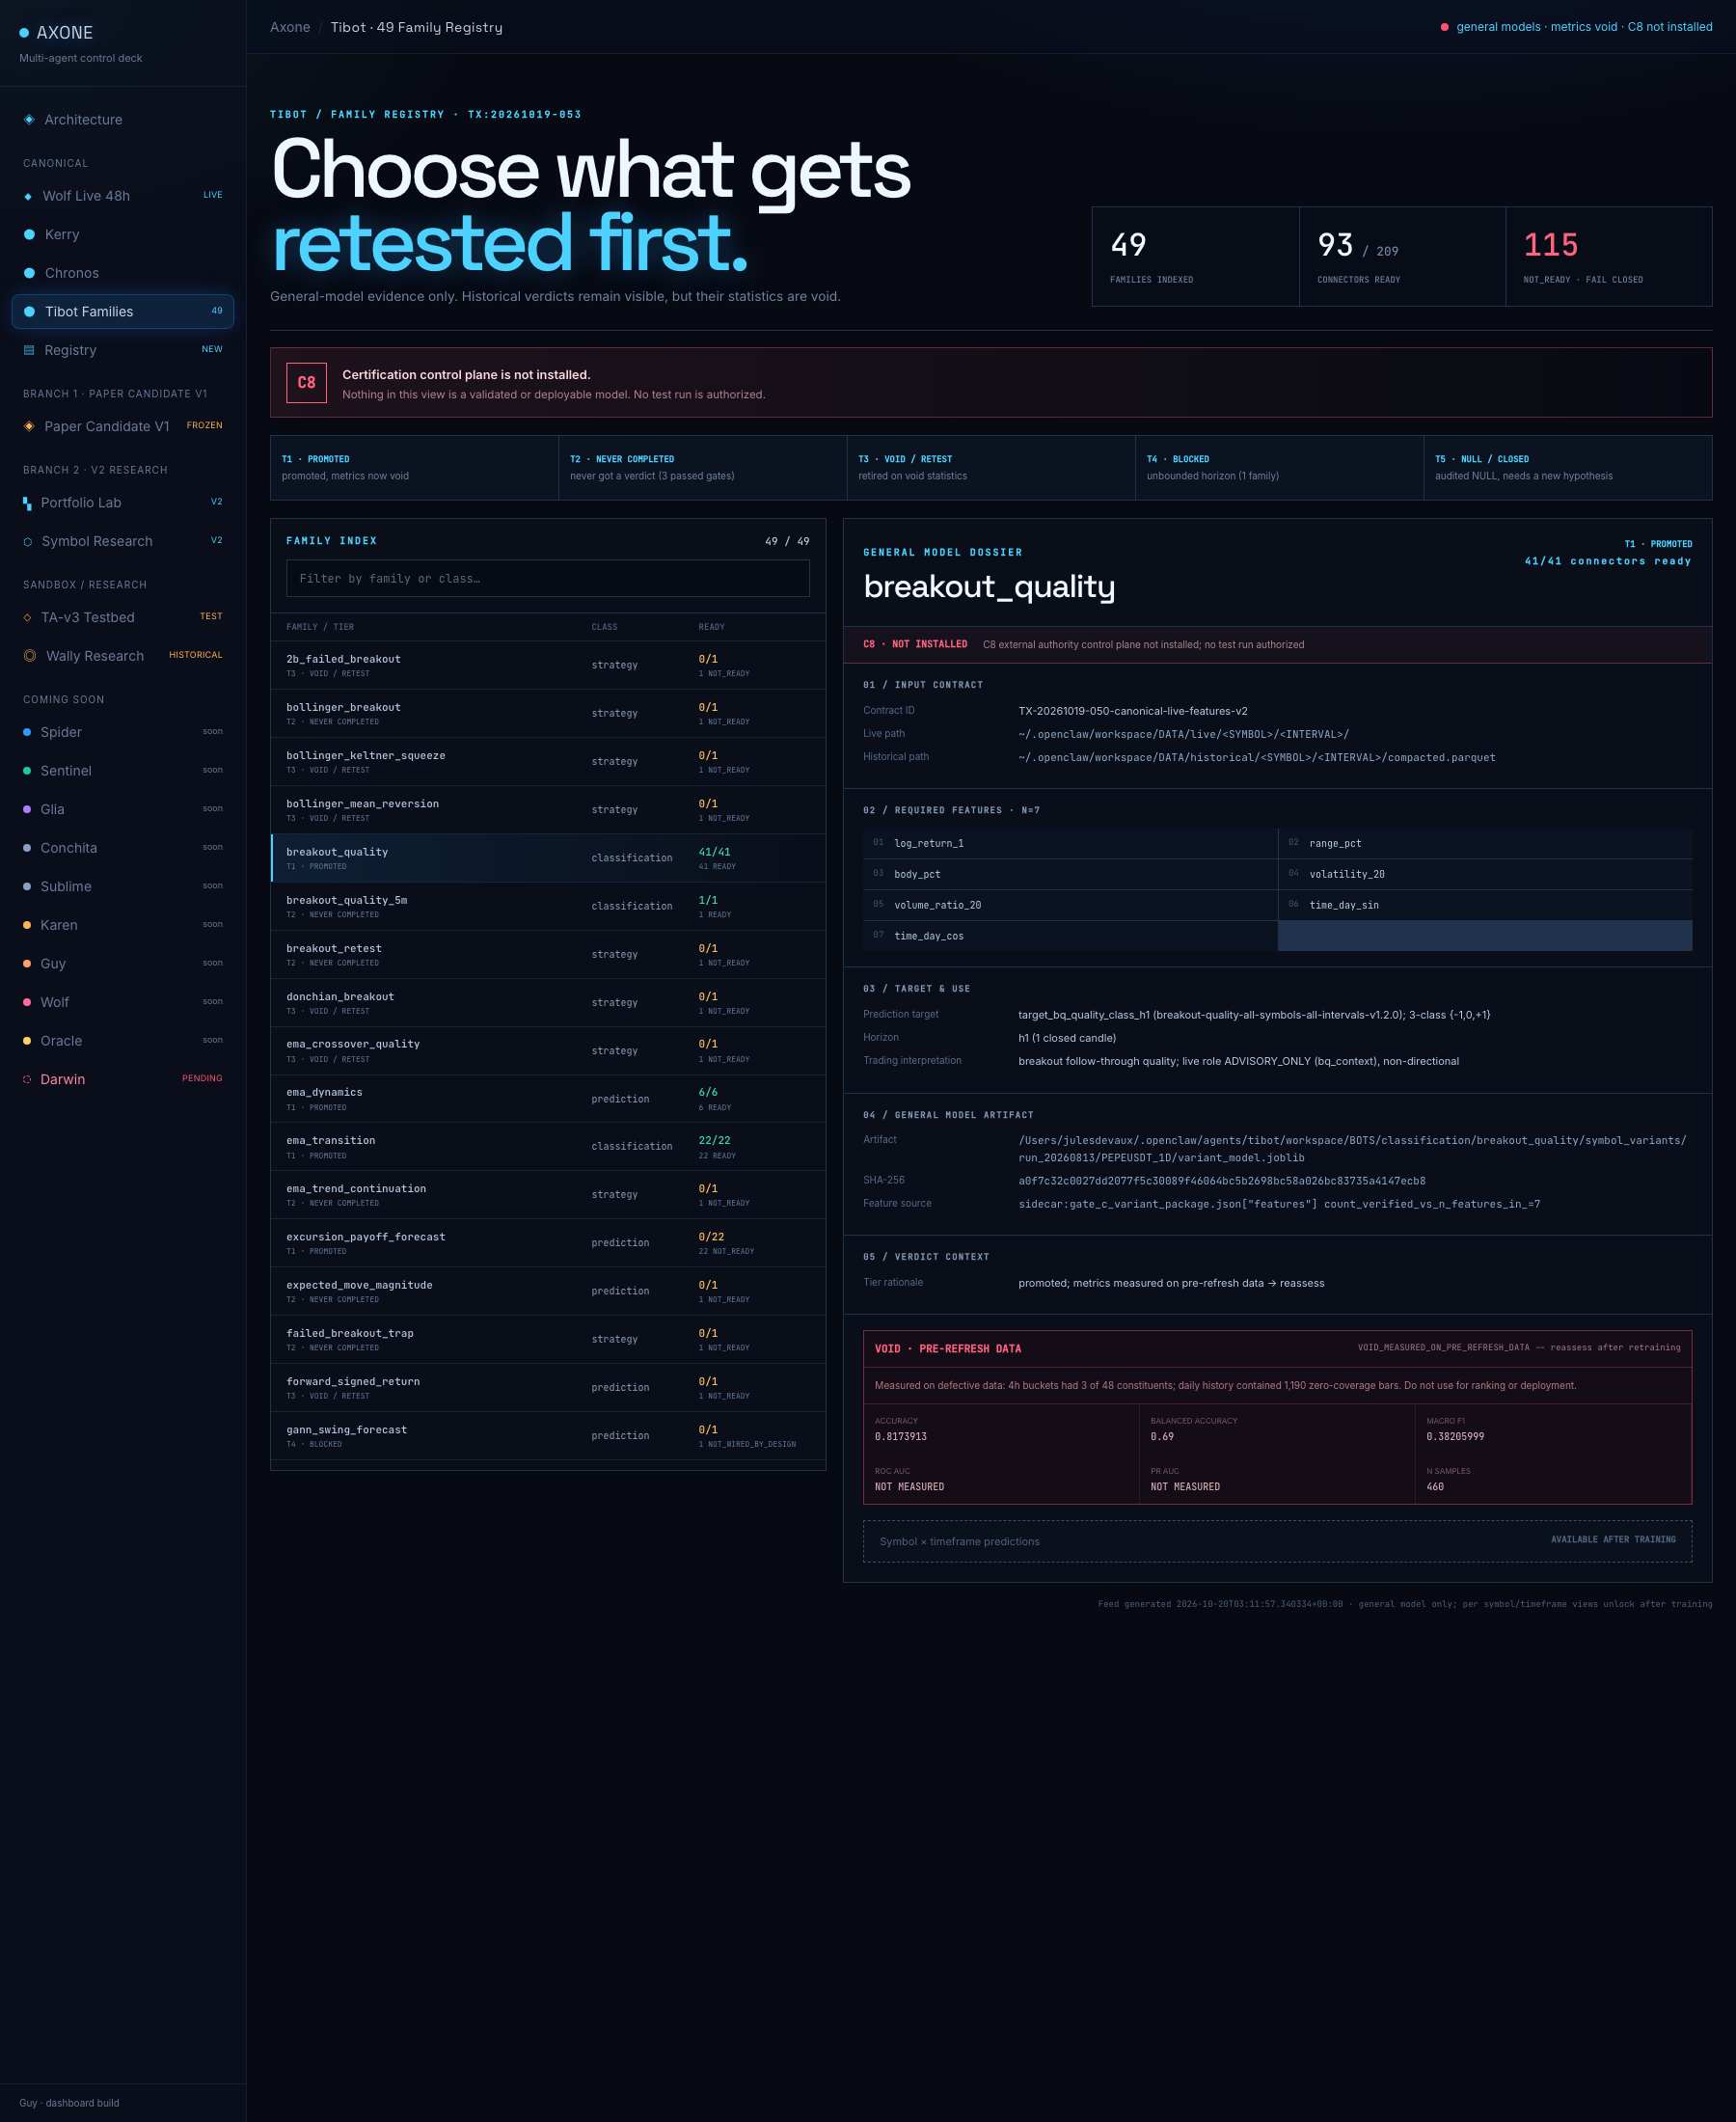 AXONE
Multi-agent control deck
Architecture
CANONICAL
Wolf Live 48h LIVE
Kerry
Chronos
Tibot Families 49
Registry NEW
BRANCH 1 · PAPER CANDIDATE V1
Paper Candidate V1 FROZEN
BRANCH 2 · V2 RESEARCH
Portfolio Lab V2
Symbol Research V2
SANDBOX / RESEARCH
TA-v3 Testbed TEST
Wally Research HISTORICAL
COMING SOON
Spider soon
Sentinel soon
Glia soon
Conchita soon
Sublime soon
Karen soon
Guy soon
Wolf soon
Oracle soon
Darwin PENDING
Guy · dashboard build
Axone / Tibot · 49 Family Registry
general models · metrics void · C8 not installed
TIBOT / FAMILY REGISTRY · TX:20261019-053
Choose what gets
retested first.
General-model evidence only. Historical verdicts remain visible, but their statistics are void.
49
FAMILIES INDEXED
93 / 209
CONNECTORS READY
115
NOT_READY · FAIL CLOSED
C8
Certification control plane is not installed.
Nothing in this view is a validated or deployable model. No test run is authorized.
T1 · PROMOTED
promoted, metrics now void
T2 · NEVER COMPLETED
never got a verdict (3 passed gates)
T3 · VOID / RETEST
retired on void statistics
T4 · BLOCKED
unbounded horizon (1 family)
T5 · NULL / CLOSED
audited NULL, needs a new hypothesis
FAMILY INDEX 49 / 49
Filter by family or class…
FAMILY / TIER CLASS READY
2b_failed_breakout strategy 0/1
T3 · VOID / RETEST 1 NOT_READY
bollinger_breakout strategy 0/1
T2 · NEVER COMPLETED 1 NOT_READY
bollinger_keltner_squeeze strategy 0/1
T3 · VOID / RETEST 1 NOT_READY
bollinger_mean_reversion strategy 0/1
T3 · VOID / RETEST 1 NOT_READY
breakout_quality classification 41/41
T1 · PROMOTED 41 READY
breakout_quality_5m classification 1/1
T2 · NEVER COMPLETED 1 READY
breakout_retest strategy 0/1
T2 · NEVER COMPLETED 1 NOT_READY
donchian_breakout strategy 0/1
T3 · VOID / RETEST 1 NOT_READY
ema_crossover_quality strategy 0/1
T3 · VOID / RETEST 1 NOT_READY
ema_dynamics prediction 6/6
T1 · PROMOTED 6 READY
ema_transition classification 22/22
T1 · PROMOTED 22 READY
ema_trend_continuation strategy 0/1
T2 · NEVER COMPLETED 1 NOT_READY
excursion_payoff_forecast prediction 0/22
T1 · PROMOTED 22 NOT_READY
expected_move_magnitude prediction 0/1
T2 · NEVER COMPLETED 1 NOT_READY
failed_breakout_trap strategy 0/1
T2 · NEVER COMPLETED 1 NOT_READY
forward_signed_return prediction 0/1
T3 · VOID / RETEST 1 NOT_READY
gann_swing_forecast prediction 0/1
T4 · BLOCKED 1 NOT_WIRED_BY_DESIGN
GENERAL MODEL DOSSIER
breakout_quality
T1 · PROMOTED
41/41 connectors ready
C8 · NOT INSTALLED C8 external authority control plane not installed; no test run authorized
01 / INPUT CONTRACT
Contract ID TX-20261019-050-canonical-live-features-v2
Live path ~/.openclaw/workspace/DATA/live/<SYMBOL>/<INTERVAL>/
Historical path ~/.openclaw/workspace/DATA/historical/<SYMBOL>/<INTERVAL>/compacted.parquet
02 / REQUIRED FEATURES · N=7
01 log_return_1 02 range_pct
03 body_pct 04 volatility_20
05 volume_ratio_20 06 time_day_sin
07 time_day_cos
03 / TARGET & USE
Prediction target target_bq_quality_class_h1 (breakout-quality-all-symbols-all-intervals-v1.2.0); 3-class {-1,0,+1}
Horizon h1 (1 closed candle)
Trading interpretation breakout follow-through quality; live role ADVISORY_ONLY (bq_context), non-directional
04 / GENERAL MODEL ARTIFACT
Artifact /Users/julesdevaux/.openclaw/agents/tibot/workspace/BOTS/classification/breakout_quality/symbol_variants/
run_20260813/PEPEUSDT_1D/variant_model.joblib
SHA-256 a0f7c32c0027dd2077f5c30089f46064bc5b2698bc58a026bc83735a4147ecb8
Feature source sidecar:gate_c_variant_package.json["features"] count_verified_vs_n_features_in_=7
05 / VERDICT CONTEXT
Tier rationale promoted; metrics measured on pre-refresh data → reassess
VOID · PRE-REFRESH DATA VOID_MEASURED_ON_PRE_REFRESH_DATA — reassess after retraining
Measured on defective data: 4h buckets had 3 of 48 constituents; daily history contained 1,190 zero-coverage bars. Do not use for ranking or deployment.
ACCURACY BALANCED ACCURACY MACRO F1
0.8173913 0.69 0.38205999
ROC AUC PR AUC N SAMPLES
NOT MEASURED NOT MEASURED 460
Symbol × timeframe predictions AVAILABLE AFTER TRAINING
Feed generated 2026-10-20T03:11:57.340334+00:00 · general model only; per symbol/timeframe views unlock after training